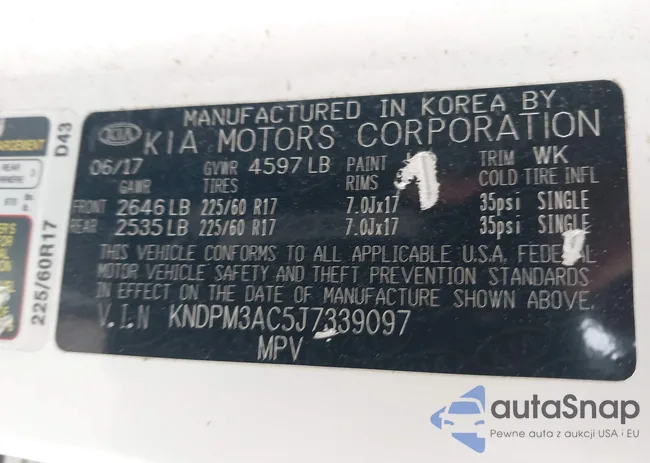 MANUFACTURED IN KOREA BY
KIA KIA MOTORS CORPORATION
06/17 GVWR 4597 LB PAINT TRIM WK
GAWR TIRES RIMS COLD TIRE INFL
FRONT 2646 LB 225/60 R17 7.0Jx17 35psi SINGLE
REAR 2535 LB 225/60 R17 7.0Jx17 35psi SINGLE
THIS VEHICLE CONFORMS TO ALL APPLICABLE U.S.A. FEDERAL
MOTOR VEHICLE SAFETY AND THEFT PREVENTION STANDARDS
IN EFFECT ON THE DATE OF MANUFACTURE SHOWN ABOVE.
V.I.N KNDPM3AC5J7339097
MPV
D43
225/60R17
REAR
autaSnap
Pewne auta z aukcji USA i EU